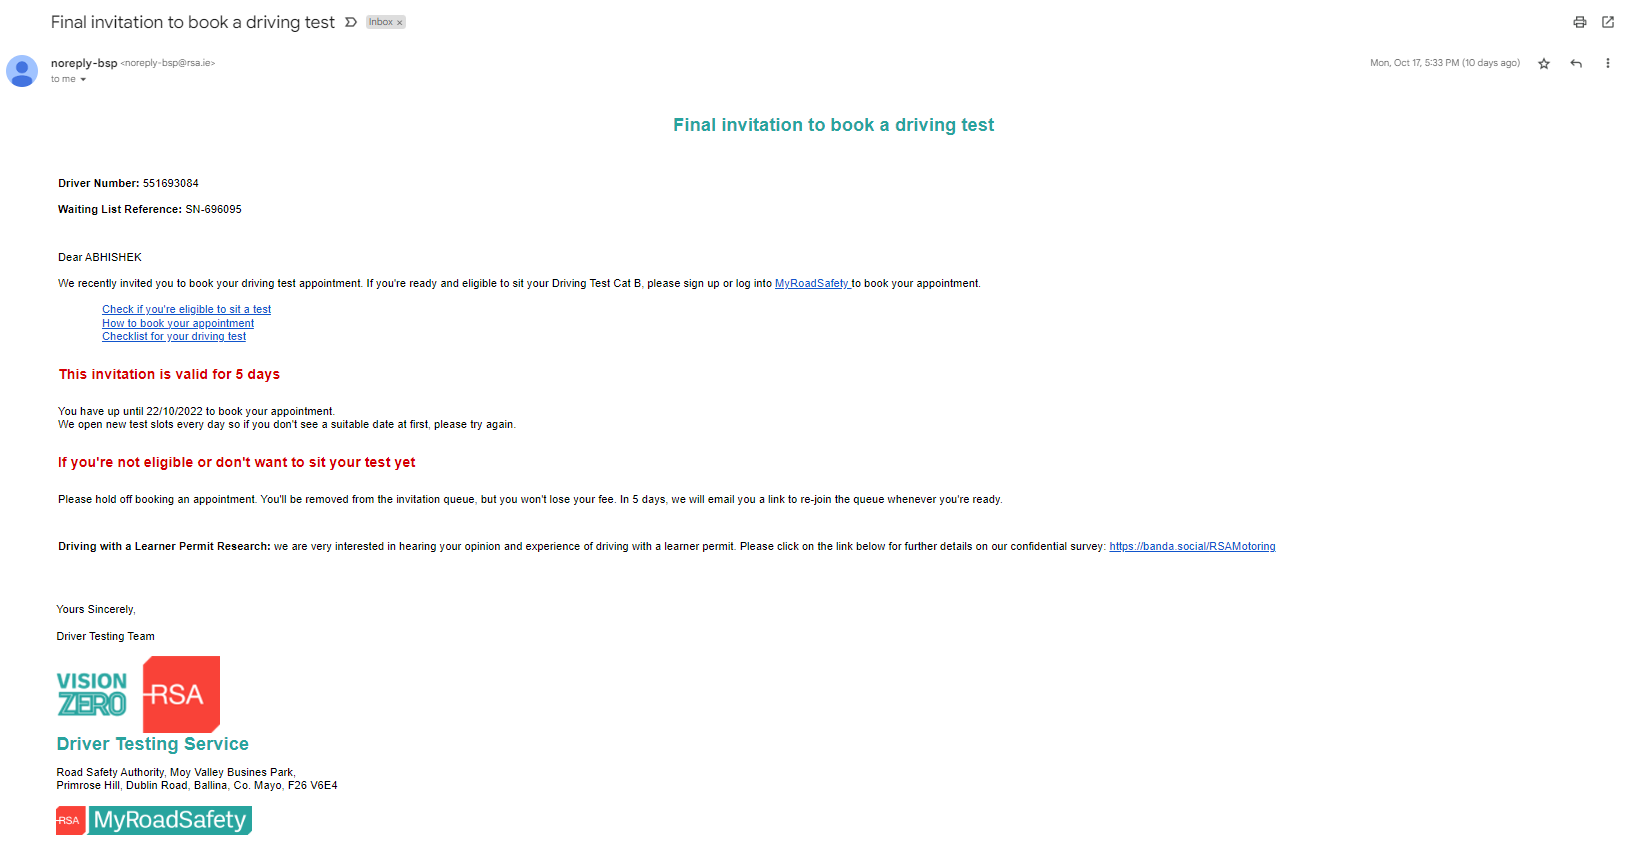 Final invitation to book a driving test Inbox ×
noreply-bsp <noreply-bsp@rsa.ie> Mon, Oct 17, 5:33 PM (10 days ago)
to me
Final invitation to book a driving test
Driver Number: 551693084
Waiting List Reference: SN-696095
Dear ABHISHEK
We recently invited you to book your driving test appointment. If you're ready and eligible to sit your Driving Test Cat B, please sign up or log into MyRoadSafety to book your appointment.
Check if you're eligible to sit a test
How to book your appointment
Checklist for your driving test
This invitation is valid for 5 days
You have up until 22/10/2022 to book your appointment.
We open new test slots every day so if you don't see a suitable date at first, please try again.
If you're not eligible or don't want to sit your test yet
Please hold off booking an appointment. You'll be removed from the invitation queue, but you won't lose your fee. In 5 days, we will email you a link to re-join the queue whenever you're ready.
Driving with a Learner Permit Research: we are very interested in hearing your opinion and experience of driving with a learner permit. Please click on the link below for further details on our confidential survey: https://banda.social/RSAMotoring
Yours Sincerely,
Driver Testing Team
VISION
ZERO
RSA
Driver Testing Service
Road Safety Authority, Moy Valley Busines Park,
Primrose Hill, Dublin Road, Ballina, Co. Mayo, F26 V6E4
RSA MyRoadSafety